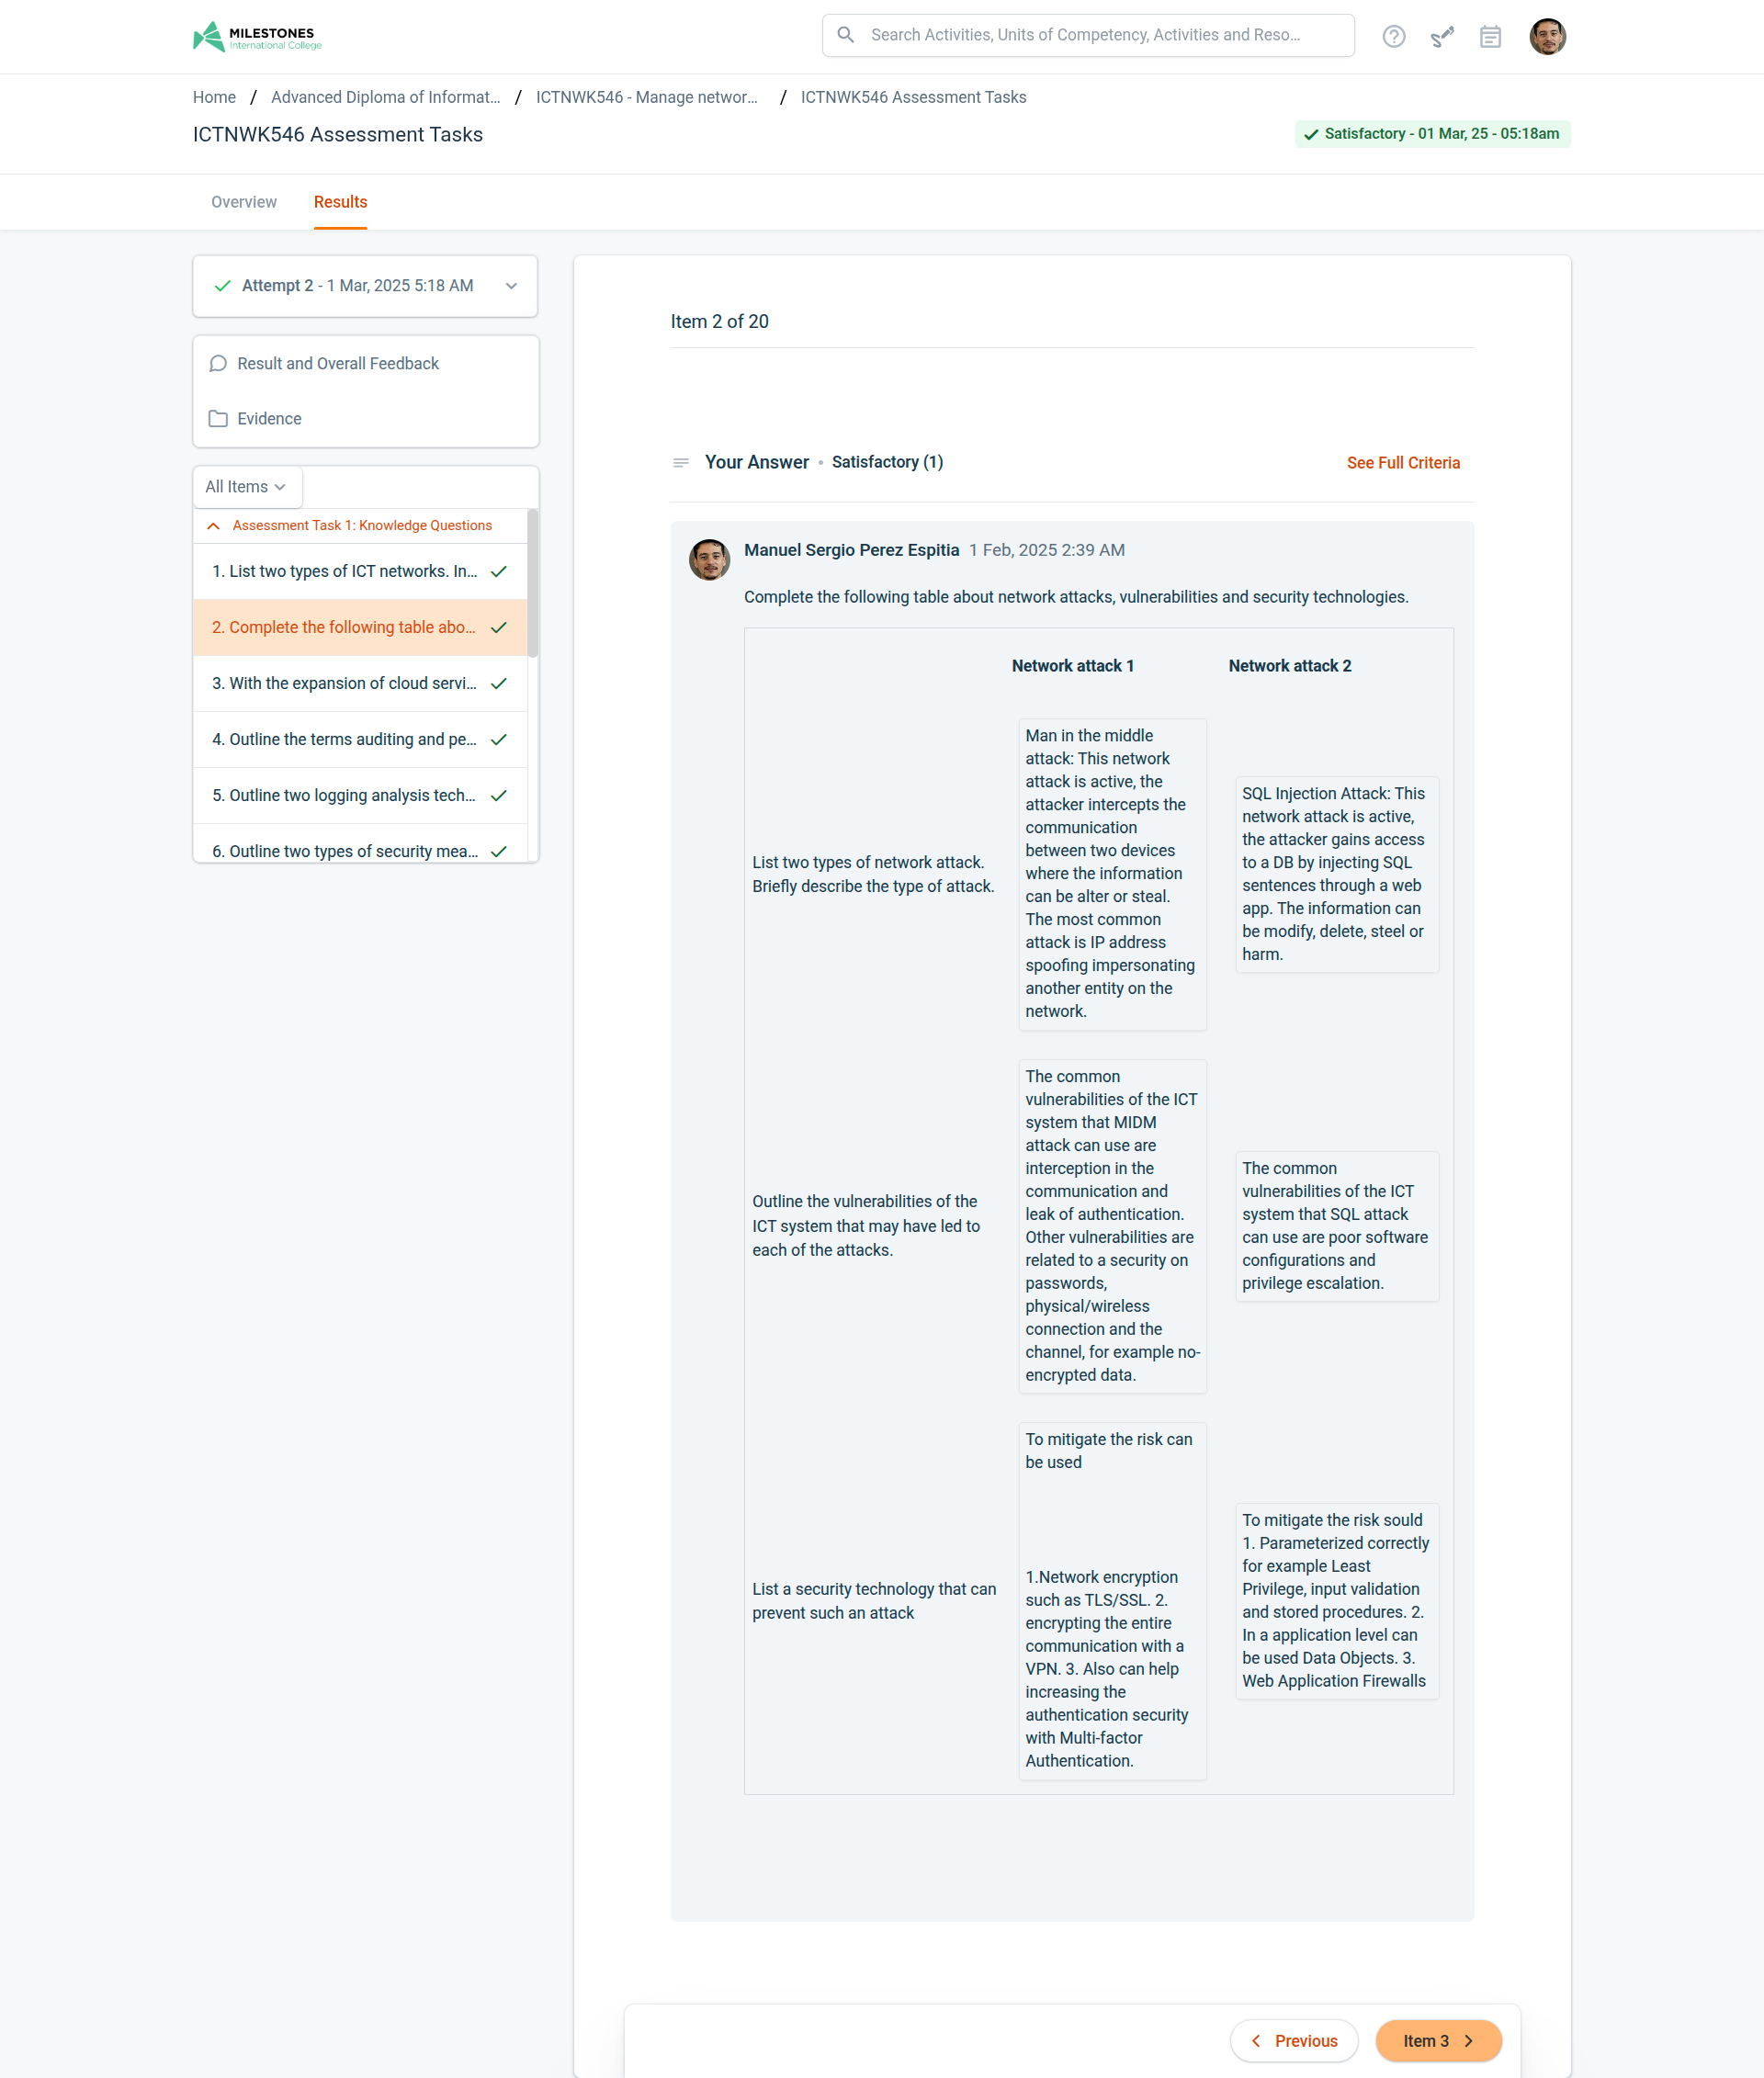 MILESTONES
International College
Search Activities, Units of Competency, Activities and Reso...
Home / Advanced Diploma of Informat... / ICTNWK546 - Manage networ... / ICTNWK546 Assessment Tasks
ICTNWK546 Assessment Tasks
Satisfactory - 01 Mar, 25 - 05:18am
Overview
Results
Attempt 2 - 1 Mar, 2025 5:18 AM
Result and Overall Feedback
Evidence
All Items
Assessment Task 1: Knowledge Questions
1. List two types of ICT networks. In...
2. Complete the following table abo...
3. With the expansion of cloud servi...
4. Outline the terms auditing and pe...
5. Outline two logging analysis tech...
6. Outline two types of security mea...
Item 2 of 20
Your Answer • Satisfactory (1)
See Full Criteria
Manuel Sergio Perez Espitia 1 Feb, 2025 2:39 AM
Complete the following table about network attacks, vulnerabilities and security technologies.
Network attack 1
Network attack 2
List two types of network attack.
Briefly describe the type of attack.
Man in the middle
attack: This network
attack is active, the
attacker intercepts the
communication
between two devices
where the information
can be alter or steal.
The most common
attack is IP address
spoofing impersonating
another entity on the
network.
SQL Injection Attack: This
network attack is active,
the attacker gains access
to a DB by injecting SQL
sentences through a web
app. The information can
be modify, delete, steel or
harm.
Outline the vulnerabilities of the
ICT system that may have led to
each of the attacks.
The common
vulnerabilities of the ICT
system that MIDM
attack can use are
interception in the
communication and
leak of authentication.
Other vulnerabilities are
related to a security on
passwords,
physical/wireless
connection and the
channel, for example no-
encrypted data.
The common
vulnerabilities of the ICT
system that SQL attack
can use are poor software
configurations and
privilege escalation.
List a security technology that can
prevent such an attack
To mitigate the risk can
be used
1.Network encryption
such as TLS/SSL. 2.
encrypting the entire
communication with a
VPN. 3. Also can help
increasing the
authentication security
with Multi-factor
Authentication.
To mitigate the risk sould
1. Parameterized correctly
for example Least
Privilege, input validation
and stored procedures. 2.
In a application level can
be used Data Objects. 3.
Web Application Firewalls
Previous
Item 3